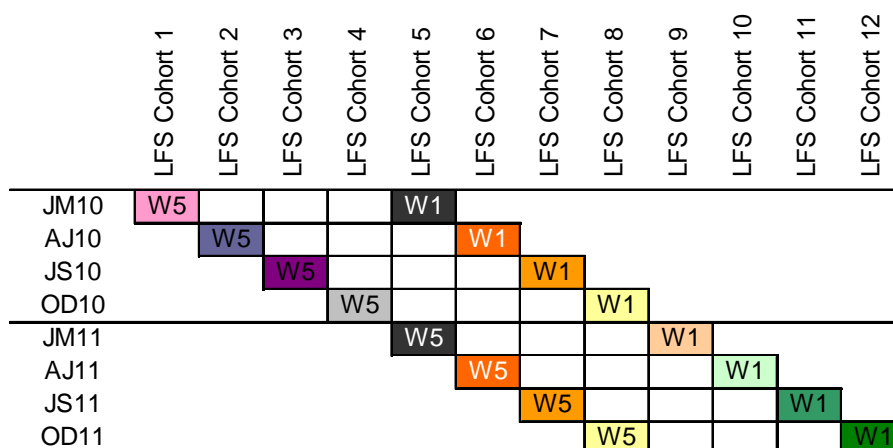 LFS Cohort 1
LFS Cohort 2
LFS Cohort 3
LFS Cohort 4
LFS Cohort 5
LFS Cohort 6
LFS Cohort 7
LFS Cohort 8
LFS Cohort 9
LFS Cohort 10
LFS Cohort 11
LFS Cohort 12
JM10 W5 W1
AJ10 W5 W1
JS10 W5 W1
OD10 W5 W1
JM11 W5 W1
AJ11 W5 W1
JS11 W5 W1
OD11 W5 W1